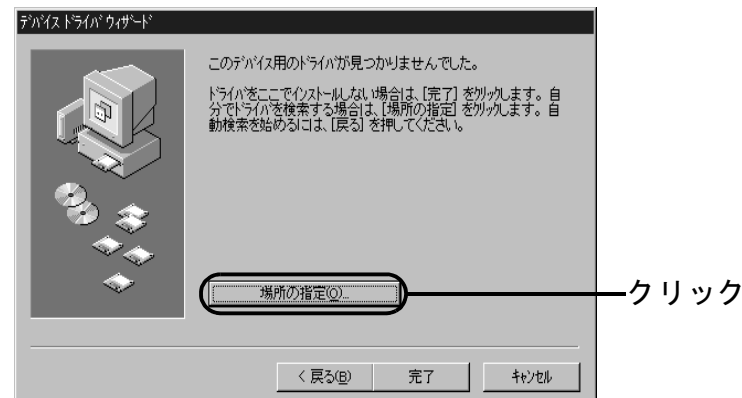 ﾃﾞﾊﾞｲｽ ﾄﾞﾗｲﾊﾞ ｳｨｻﾞｰﾄﾞ
このﾃﾞﾊﾞｲｽ用のﾄﾞﾗｲﾊﾞが見つかりませんでした。
ﾄﾞﾗｲﾊﾞをここでｲﾝｽﾄｰﾙしない場合は、[完了] をｸﾘｯｸします。自
分でﾄﾞﾗｲﾊﾞを検索する場合は、[場所の指定] をｸﾘｯｸします。自
動検索を始めるには、[戻る] を押してください。
場所の指定(O)...
クリック
< 戻る(B)
完了
ｷｬﾝｾﾙ